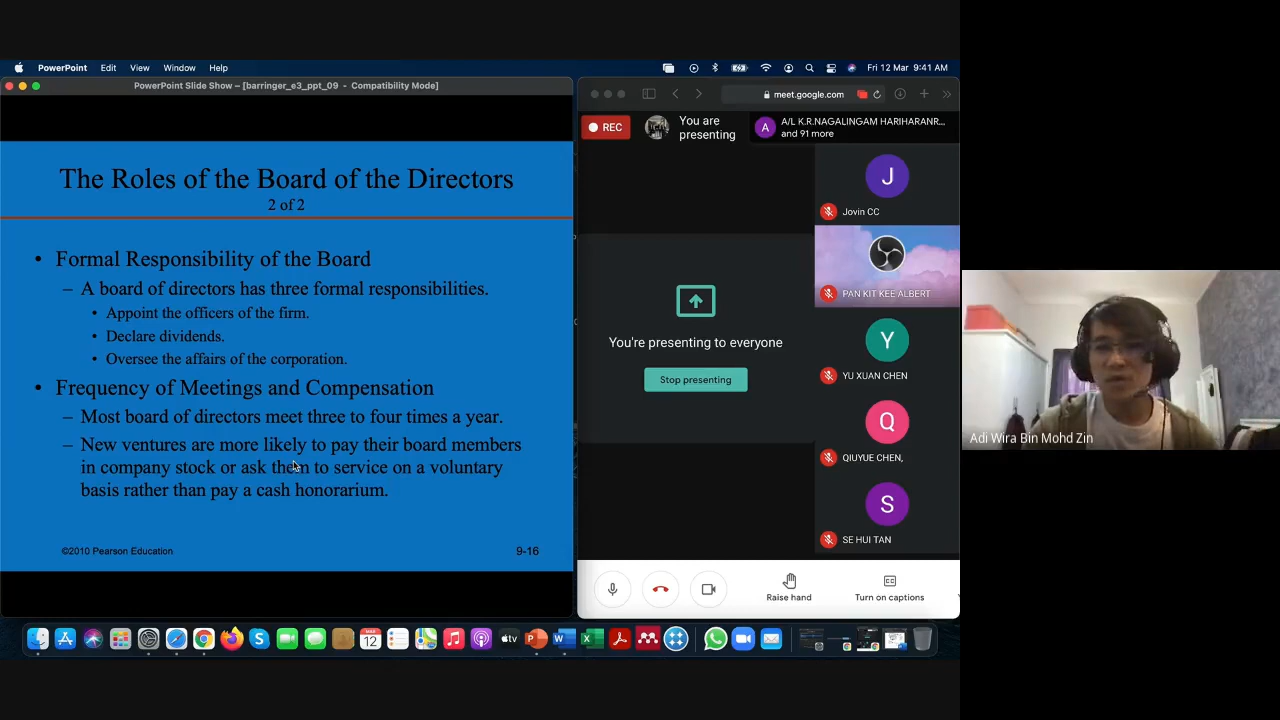 PowerPoint Edit View Window Help
Fri 12 Mar 9:41 AM
PowerPoint Slide Show – [barringer_e3_ppt_09 - Compatibility Mode]
The Roles of the Board of the Directors
2 of 2
• Formal Responsibility of the Board
– A board of directors has three formal responsibilities.
• Appoint the officers of the firm.
• Declare dividends.
• Oversee the affairs of the corporation.
• Frequency of Meetings and Compensation
– Most board of directors meet three to four times a year.
– New ventures are more likely to pay their board members
in company stock or ask them to service on a voluntary
basis rather than pay a cash honorarium.
©2010 Pearson Education
9-16
meet.google.com
REC
You are
presenting
A
A/L K.R.NAGALINGAM HARIHARANR...
and 91 more
You're presenting to everyone
Stop presenting
J
Jovin CC
PAN KIT KEE ALBERT
Y
YU XUAN CHEN
Q
QIUYUE CHEN,
S
SE HUI TAN
Raise hand
Turn on captions
Adi Wira Bin Mohd Zin
MAR
12
tv